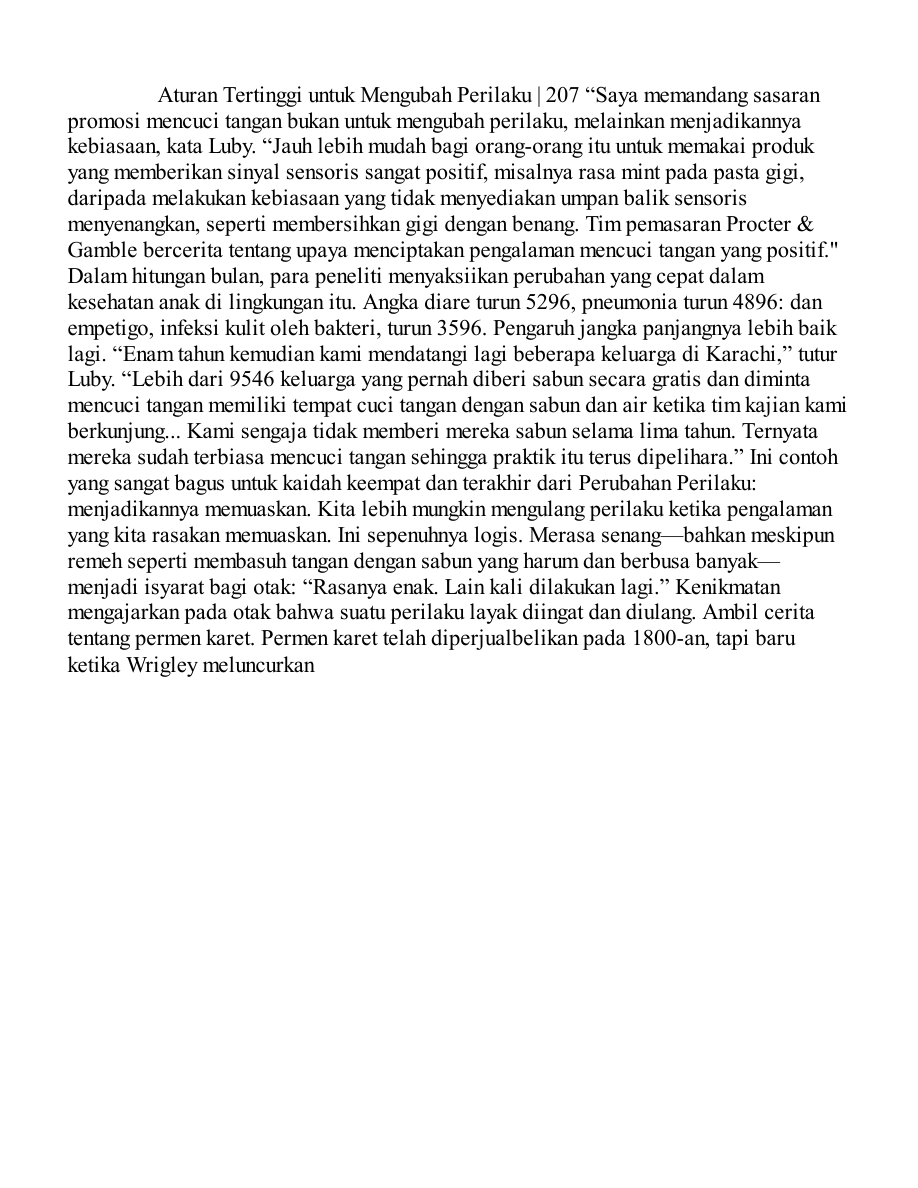 Aturan Tertinggi untuk Mengubah Perilaku | 207 “Saya memandang sasaran
promosi mencuci tangan bukan untuk mengubah perilaku, melainkan menjadikannya
kebiasaan, kata Luby. “Jauh lebih mudah bagi orang-orang itu untuk memakai produk
yang memberikan sinyal sensoris sangat positif, misalnya rasa mint pada pasta gigi,
daripada melakukan kebiasaan yang tidak menyediakan umpan balik sensoris
menyenangkan, seperti membersihkan gigi dengan benang. Tim pemasaran Procter &
Gamble bercerita tentang upaya menciptakan pengalaman mencuci tangan yang positif."
Dalam hitungan bulan, para peneliti menyaksiikan perubahan yang cepat dalam
kesehatan anak di lingkungan itu. Angka diare turun 5296, pneumonia turun 4896: dan
empetigo, infeksi kulit oleh bakteri, turun 3596. Pengaruh jangka panjangnya lebih baik
lagi. “Enam tahun kemudian kami mendatangi lagi beberapa keluarga di Karachi,” tutur
Luby. “Lebih dari 9546 keluarga yang pernah diberi sabun secara gratis dan diminta
mencuci tangan memiliki tempat cuci tangan dengan sabun dan air ketika tim kajian kami
berkunjung... Kami sengaja tidak memberi mereka sabun selama lima tahun. Ternyata
mereka sudah terbiasa mencuci tangan sehingga praktik itu terus dipelihara.” Ini contoh
yang sangat bagus untuk kaidah keempat dan terakhir dari Perubahan Perilaku:
menjadikannya memuaskan. Kita lebih mungkin mengulang perilaku ketika pengalaman
yang kita rasakan memuaskan. Ini sepenuhnya logis. Merasa senang—bahkan meskipun
remeh seperti membasuh tangan dengan sabun yang harum dan berbusa banyak—
menjadi isyarat bagi otak: “Rasanya enak. Lain kali dilakukan lagi.” Kenikmatan
mengajarkan pada otak bahwa suatu perilaku layak diingat dan diulang. Ambil cerita
tentang permen karet. Permen karet telah diperjualbelikan pada 1800-an, tapi baru
ketika Wrigley meluncurkan